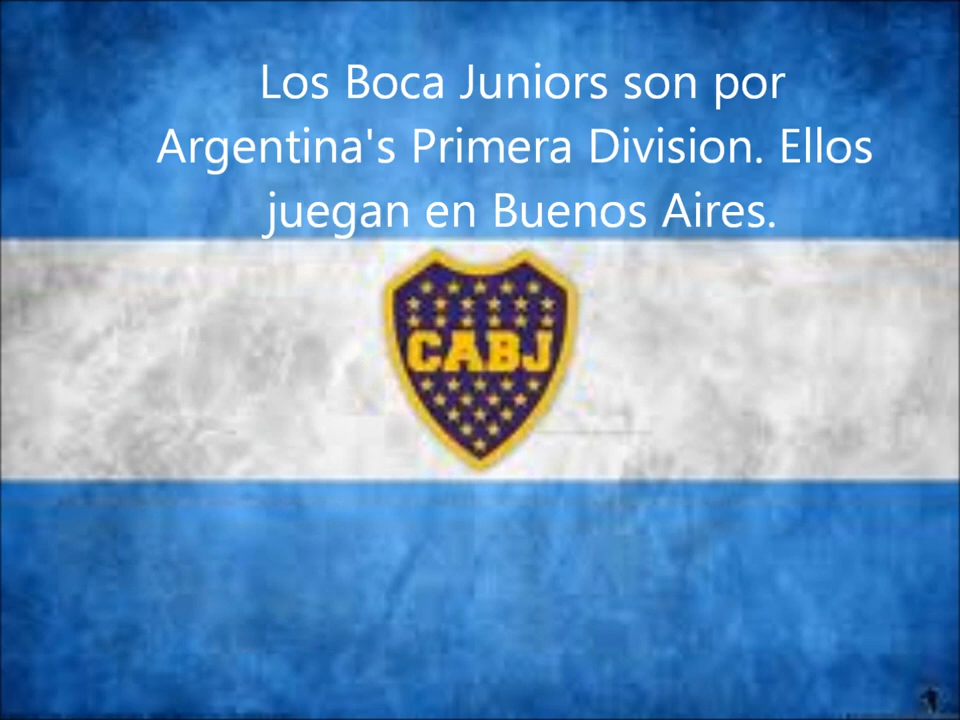 Los Boca Juniors son por
Argentina's Primera Division. Ellos
juegan en Buenos Aires.
CABJ